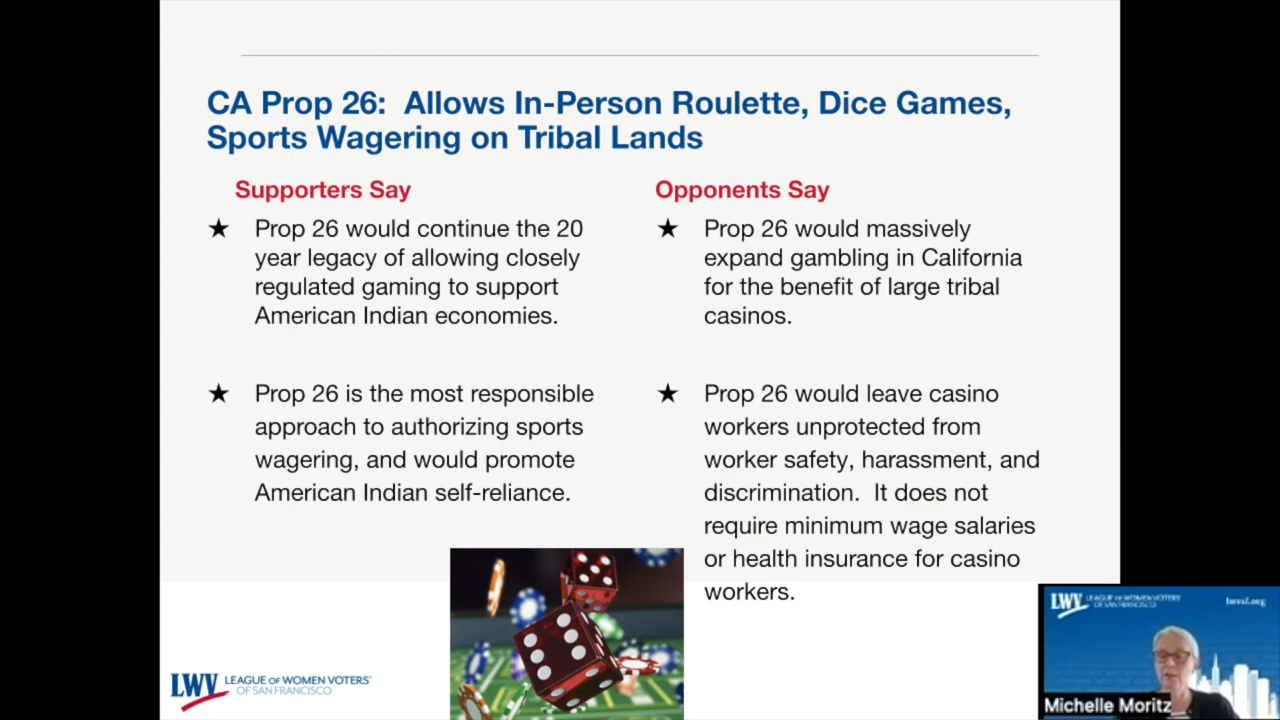 CA Prop 26: Allows In-Person Roulette, Dice Games,
Sports Wagering on Tribal Lands
Supporters Say
★ Prop 26 would continue the 20
year legacy of allowing closely
regulated gaming to support
American Indian economies.
★ Prop 26 is the most responsible
approach to authorizing sports
wagering, and would promote
American Indian self-reliance.
Opponents Say
★ Prop 26 would massively
expand gambling in California
for the benefit of large tribal
casinos.
★ Prop 26 would leave casino
workers unprotected from
worker safety, harassment, and
discrimination. It does not
require minimum wage salaries
or health insurance for casino
workers.
LWV LEAGUE OF WOMEN VOTERS®
OF SAN FRANCISCO
LWV LEAGUE OF WOMEN VOTERS®
OF SAN FRANCISCO
lwvsf.org
Michelle Moritz